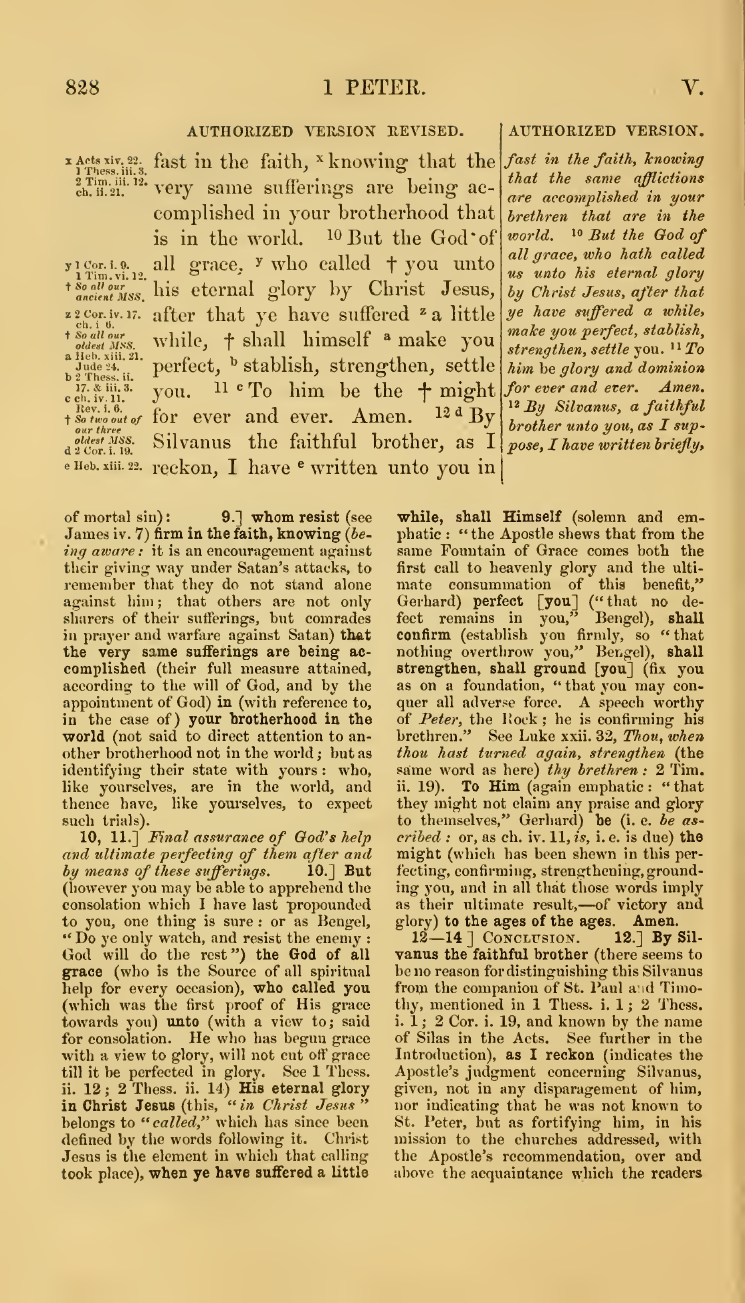 828
1 PETER.
V.
AUTHORIZED VERSION REVISED.
x Acts xiv. 22.
1 Thess. iii. 3.
2 Tim. iii. 12.
ch. ii. 21.
y 1 Cor. i. 9.
1 Tim. vi. 12.
† So all our
ancient MSS.
z 2 Cor. iv. 17.
ch. i 6.
† So all our
oldest MSS.
a Heb. xiii. 21.
Jude 24.
b 2 Thess. ii.
17. & iii. 3.
c ch. iv. 11.
Rev. i. 6.
† So two out of
our three
oldest MSS.
d 2 Cor. i. 19.
e Heb. xiii. 22.
fast in the faith, x knowing that the
very same sufferings are being ac-
complished in your brotherhood that
is in the world. 10 But the God of
all grace, y who called † you unto
his eternal glory by Christ Jesus,
after that ye have suffered z a little
while, † shall himself a make you
perfect, b stablish, strengthen, settle
you. 11 c To him be the † might
for ever and ever. Amen. 12 d By
Silvanus the faithful brother, as I
reckon, I have e written unto you in
AUTHORIZED VERSION.
fast in the faith, knowing
that the same afflictions
are accomplished in your
brethren that are in the
world. 10 But the God of
all grace, who hath called
us unto his eternal glory
by Christ Jesus, after that
ye have suffered a while,
make you perfect, stablish,
strengthen, settle you. 11 To
him be glory and dominion
for ever and ever. Amen.
12 By Silvanus, a faithful
brother unto you, as I sup-
pose, I have written briefly,
of mortal sin): 9.] whom resist (see
James iv. 7) firm in the faith, knowing (be-
ing aware: it is an encouragement against
their giving way under Satan's attacks, to
remember that they do not stand alone
against him; that others are not only
sharers of their sufferings, but comrades
in prayer and warfare against Satan) that
the very same sufferings are being ac-
complished (their full measure attained,
according to the will of God, and by the
appointment of God) in (with reference to,
in the case of) your brotherhood in the
world (not said to direct attention to an-
other brotherhood not in the world; but as
identifying their state with yours: who,
like yourselves, are in the world, and
thence have, like yourselves, to expect
such trials).
10, 11.] Final assurance of God's help
and ultimate perfecting of them after and
by means of these sufferings. 10.] But
(however you may be able to apprehend the
consolation which I have last propounded
to you, one thing is sure: or as Bengel,
"Do ye only watch, and resist the enemy:
God will do the rest") the God of all
grace (who is the Source of all spiritual
help for every occasion), who called you
(which was the first proof of His grace
towards you) unto (with a view to; said
for consolation. He who has begun grace
with a view to glory, will not cut off grace
till it be perfected in glory. See 1 Thess.
ii. 12; 2 Thess. ii. 14) His eternal glory
in Christ Jesus (this, "in Christ Jesus"
belongs to "called," which has since been
defined by the words following it. Christ
Jesus is the element in which that calling
took place), when ye have suffered a little
while, shall Himself (solemn and em-
phatic: "the Apostle shews that from the
same Fountain of Grace comes both the
first call to heavenly glory and the ulti-
mate consummation of this benefit,"
Gerhard) perfect [you] ("that no de-
fect remains in you," Bengel), shall
confirm (establish you firmly, so "that
nothing overthrow you," Bengel), shall
strengthen, shall ground [you] (fix you
as on a foundation, "that you may con-
quer all adverse force. A speech worthy
of Peter, the Rock; he is confirming his
brethren." See Luke xxii. 32, Thou, when
thou hast turned again, strengthen (the
same word as here) thy brethren: 2 Tim.
ii. 19). To Him (again emphatic: "that
they might not claim any praise and glory
to themselves," Gerhard) be (i. e. be as-
cribed: or, as ch. iv. 11, is, i. e. is due) the
might (which has been shewn in this per-
fecting, confirming, strengthening, ground-
ing you, and in all that those words imply
as their ultimate result,—of victory and
glory) to the ages of the ages. Amen.
12—14] CONCLUSION. 12.] By Sil-
vanus the faithful brother (there seems to
be no reason for distinguishing this Silvanus
from the companion of St. Paul and Timo-
thy, mentioned in 1 Thess. i. 1; 2 Thess.
i. 1; 2 Cor. i. 19, and known by the name
of Silas in the Acts. See further in the
Introduction), as I reckon (indicates the
Apostle's judgment concerning Silvanus,
given, not in any disparagement of him,
nor indicating that he was not known to
St. Peter, but as fortifying him, in his
mission to the churches addressed, with
the Apostle's recommendation, over and
above the acquaintance which the readers